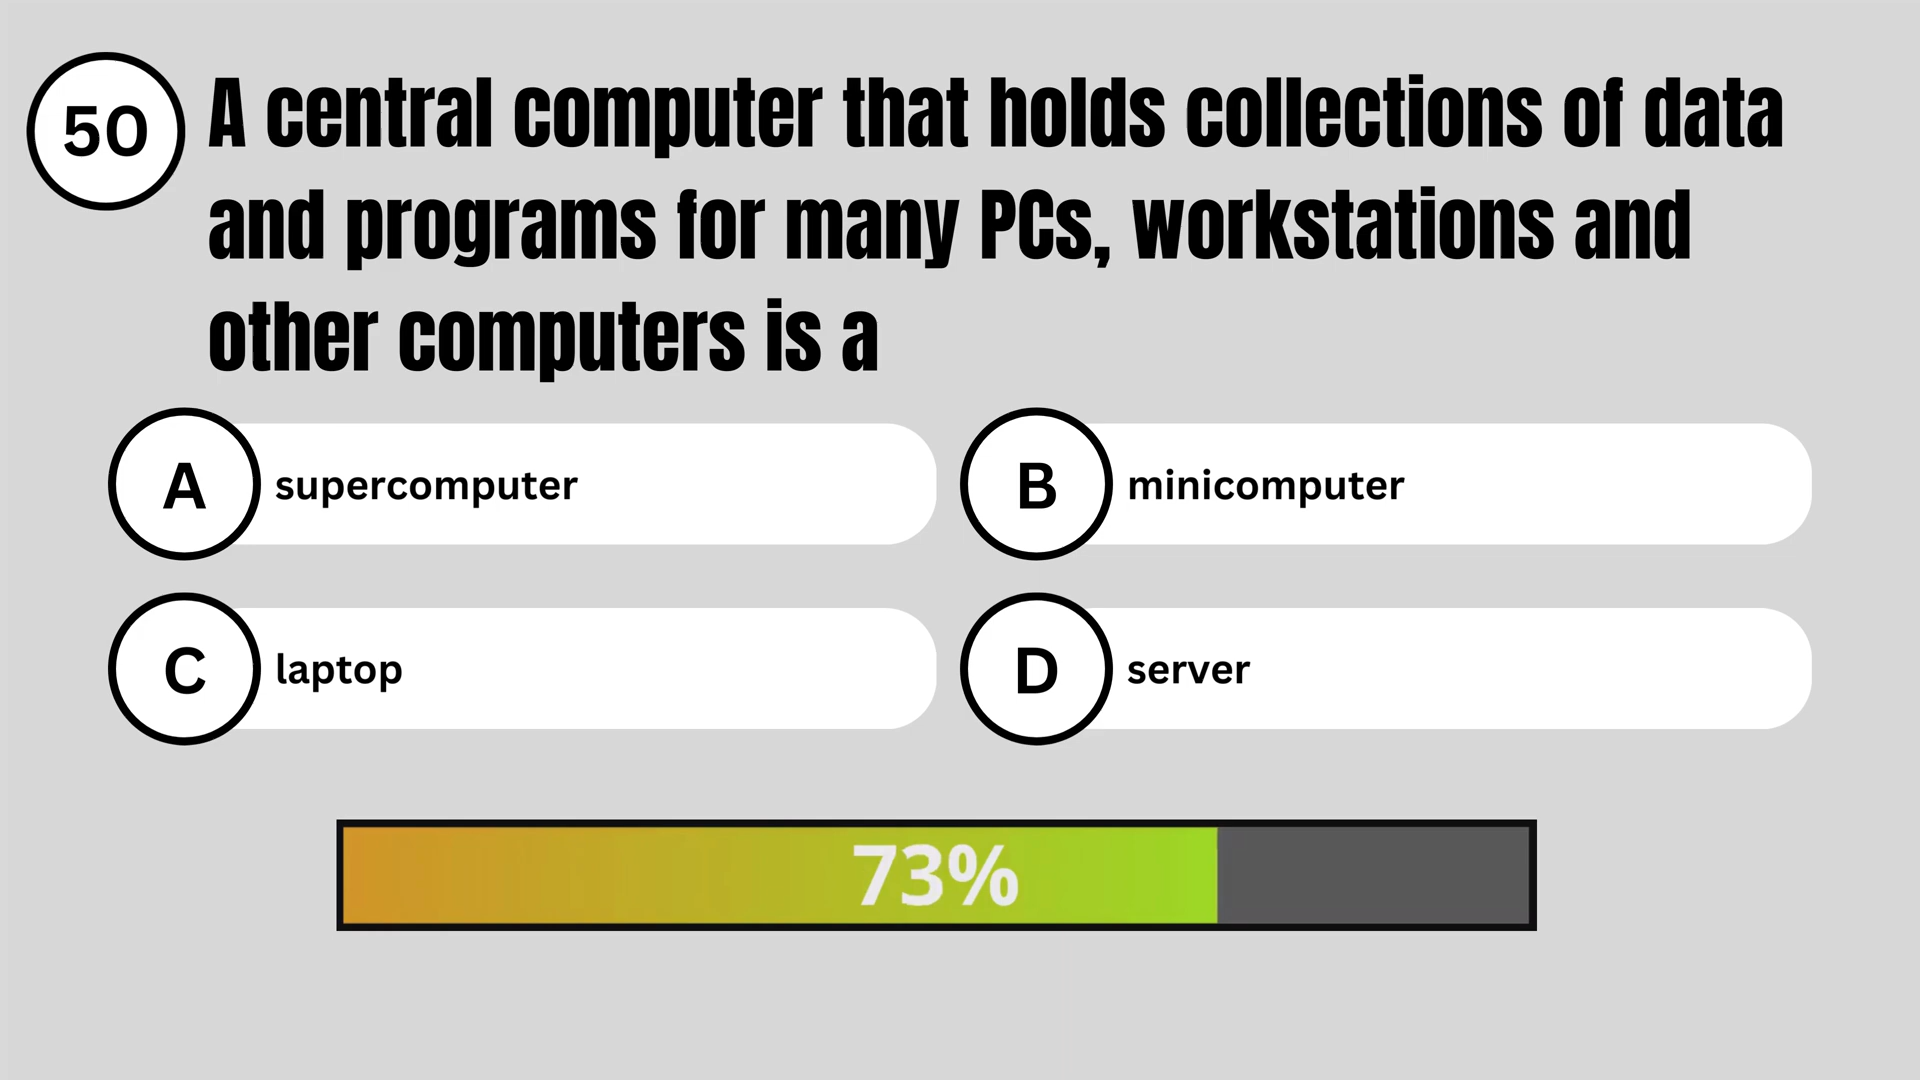 50
A central computer that holds collections of data
and programs for many PCs, workstations and
other computers is a
A supercomputer
B minicomputer
C laptop
D server
73%